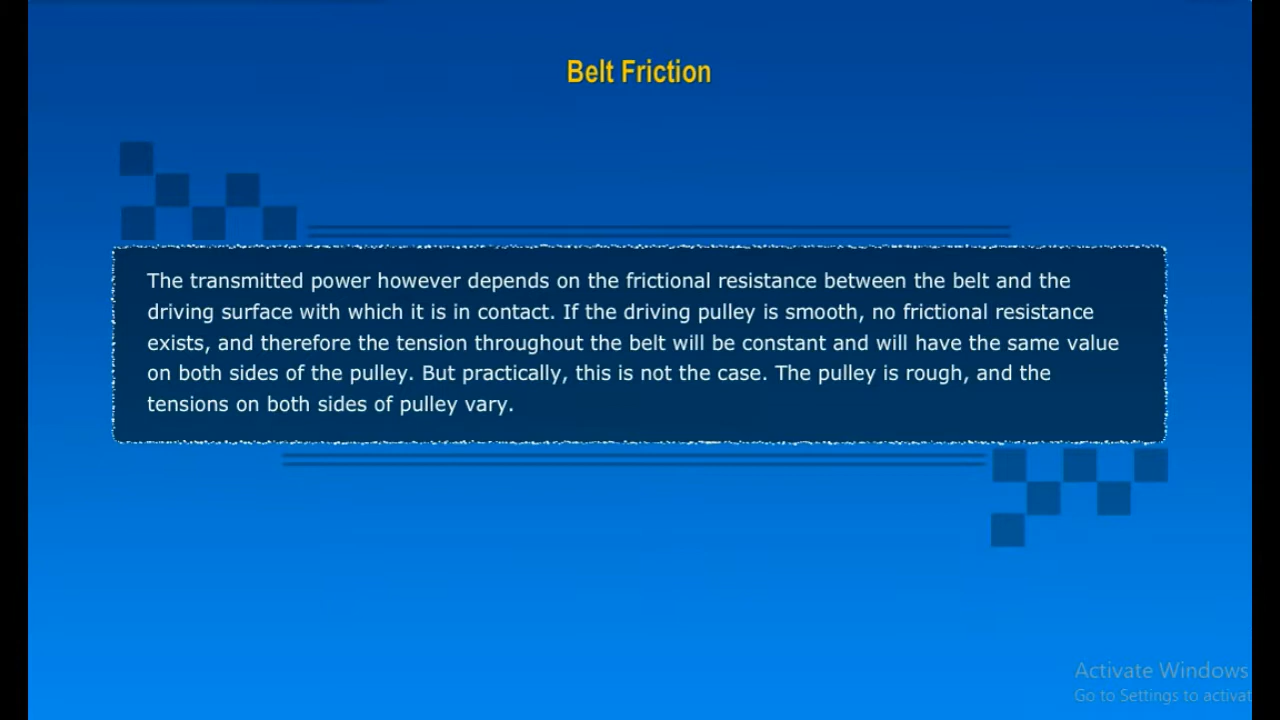 Belt Friction
The transmitted power however depends on the frictional resistance between the belt and the
driving surface with which it is in contact. If the driving pulley is smooth, no frictional resistance
exists, and therefore the tension throughout the belt will be constant and will have the same value
on both sides of the pulley. But practically, this is not the case. The pulley is rough, and the
tensions on both sides of pulley vary.
Activate Windows
Go to Settings to activat